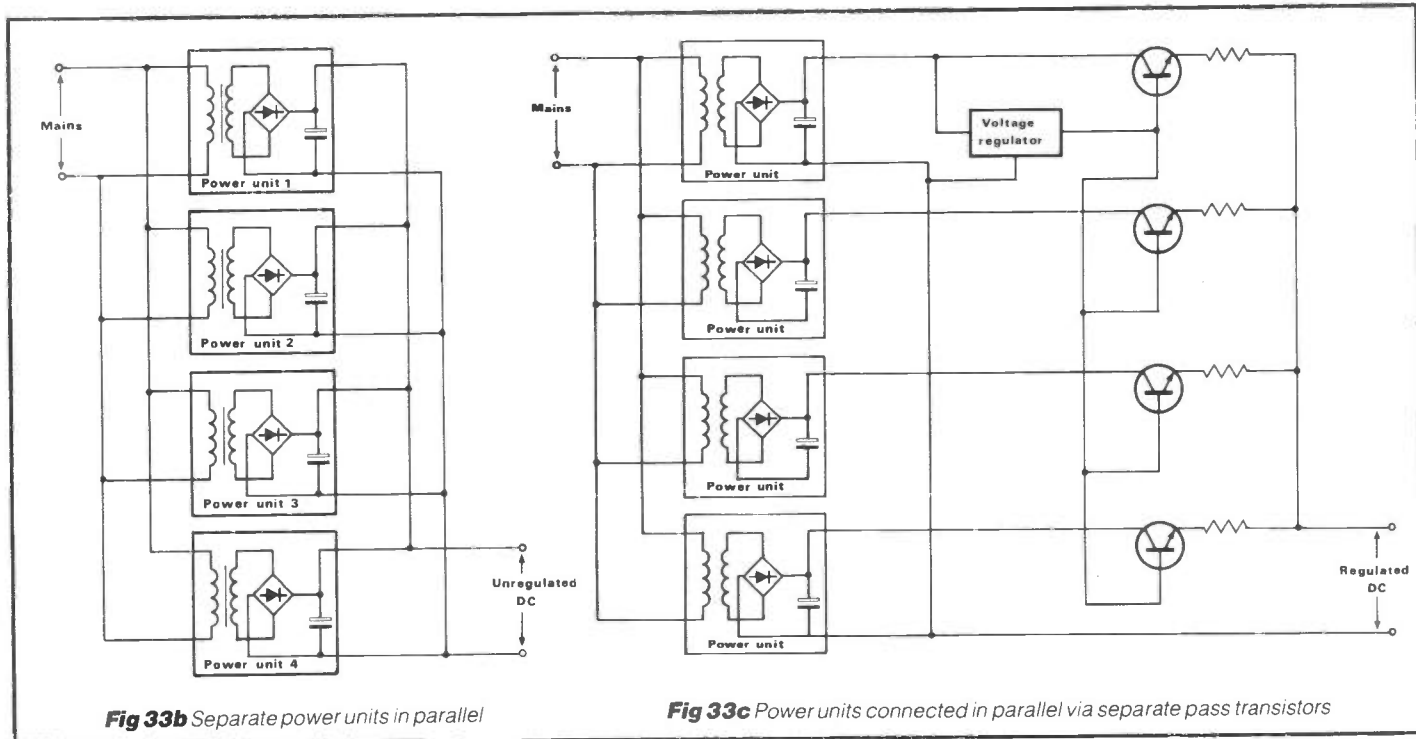 Mains
Power unit 1
Power unit 2
Power unit 3
Power unit 4
Unregulated
DC
Fig 33b Separate power units in parallel
Mains
Power unit
Voltage
regulator
Power unit
Power unit
Power unit
Regulated
DC
Fig 33c Power units connected in parallel via separate pass transistors